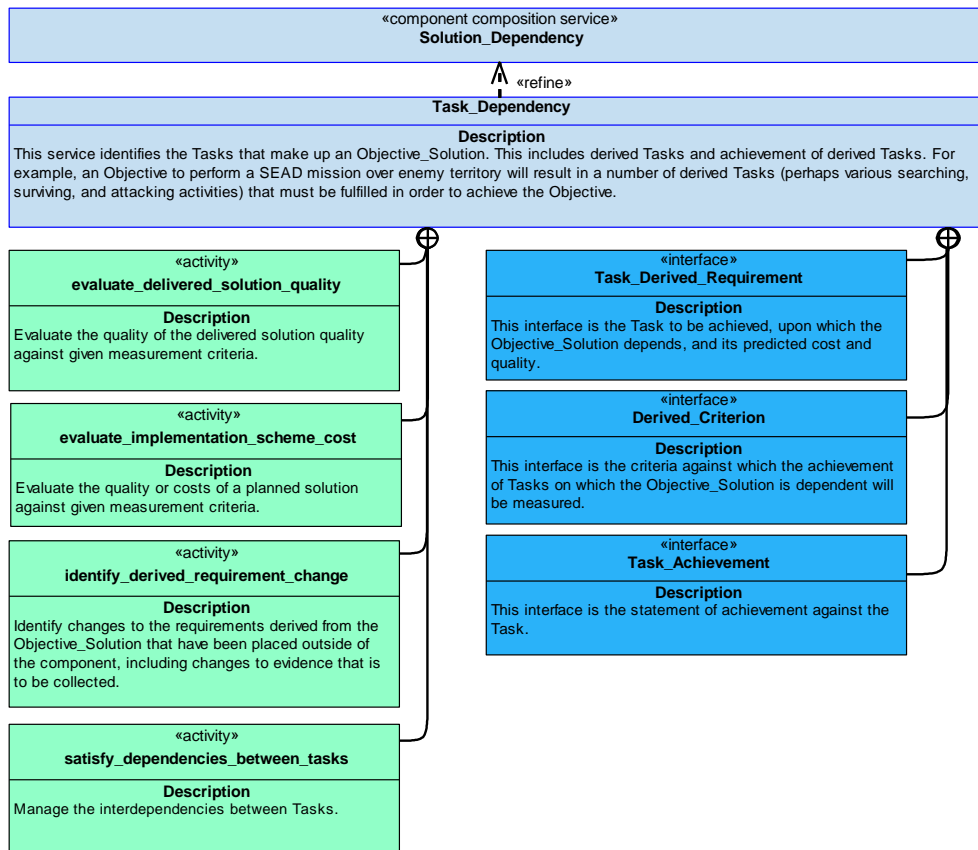 «component composition service»
Solution_Dependency
«refine»
Task_Dependency
Description
This service identifies the Tasks that make up an Objective_Solution. This includes derived Tasks and achievement of derived Tasks. For
example, an Objective to perform a SEAD mission over enemy territory will result in a number of derived Tasks (perhaps various searching,
surviving, and attacking activities) that must be fulfilled in order to achieve the Objective.
«activity»
evaluate_delivered_solution_quality
Description
Evaluate the quality of the delivered solution quality
against given measurement criteria.
«activity»
evaluate_implementation_scheme_cost
Description
Evaluate the quality or costs of a planned solution
against given measurement criteria.
«activity»
identify_derived_requirement_change
Description
Identify changes to the requirements derived from the
Objective_Solution that have been placed outside of
the component, including changes to evidence that is
to be collected.
«activity»
satisfy_dependencies_between_tasks
Description
Manage the interdependencies between Tasks.
«interface»
Task_Derived_Requirement
Description
This interface is the Task to be achieved, upon which the
Objective_Solution depends, and its predicted cost and
quality.
«interface»
Derived_Criterion
Description
This interface is the criteria against which the achievement
of Tasks on which the Objective_Solution is dependent will
be measured.
«interface»
Task_Achievement
Description
This interface is the statement of achievement against the
Task.